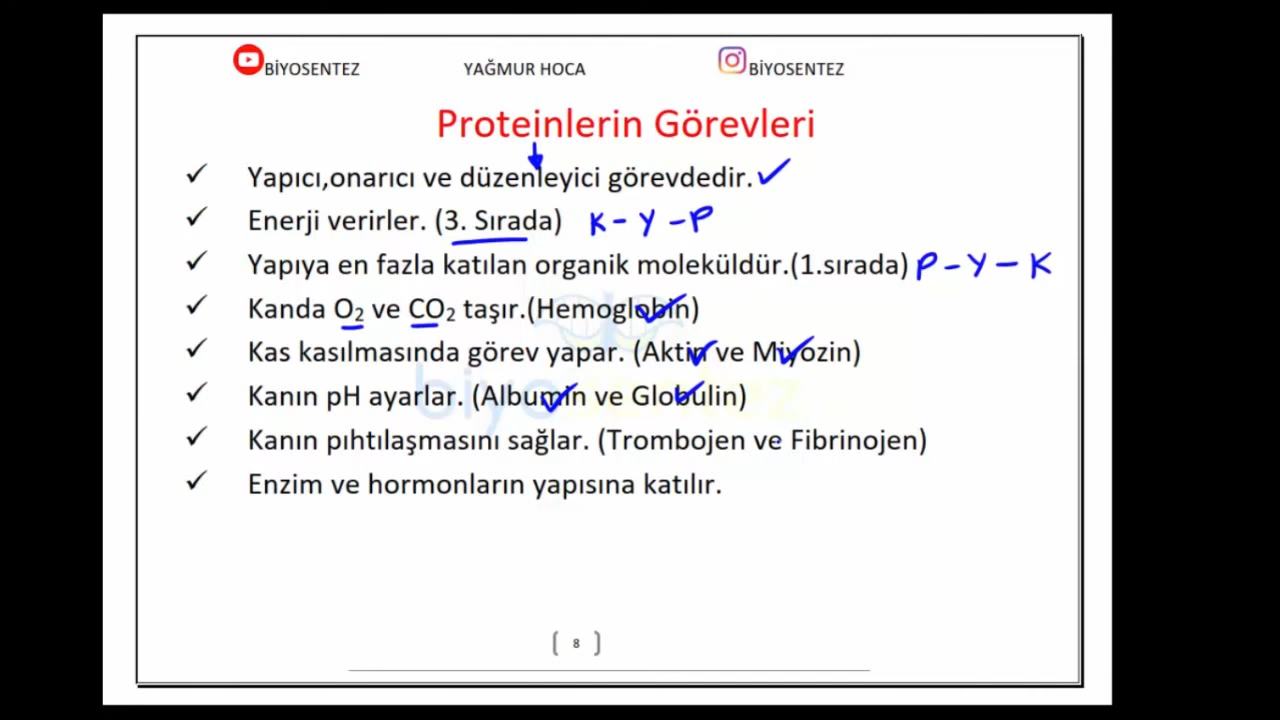 BİYOSENTEZ YAĞMUR HOCA BİYOSENTEZ
Proteinlerin Görevleri
✓ Yapıcı,onarıcı ve düzenleyici görevdedir.
✓ Enerji verirler. (3. Sırada) K - Y - P
✓ Yapıya en fazla katılan organik moleküldür.(1.sırada) P - Y - K
✓ Kanda O₂ ve CO₂ taşır.(Hemoglobin)
✓ Kas kasılmasında görev yapar. (Aktin ve Miyozin)
✓ Kanın pH ayarlar. (Albumin ve Globulin)
✓ Kanın pıhtılaşmasını sağlar. (Trombojen ve Fibrinojen)
✓ Enzim ve hormonların yapısına katılır.
biyosentez
8